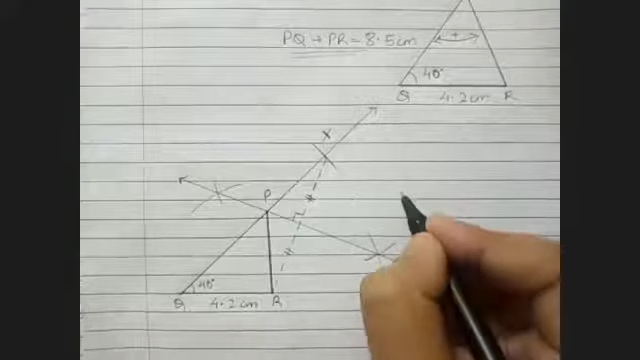 PQ + PR = 8.5cm
+
40°
Q 4.2cm R
X
P
40°
Q 4.2cm R